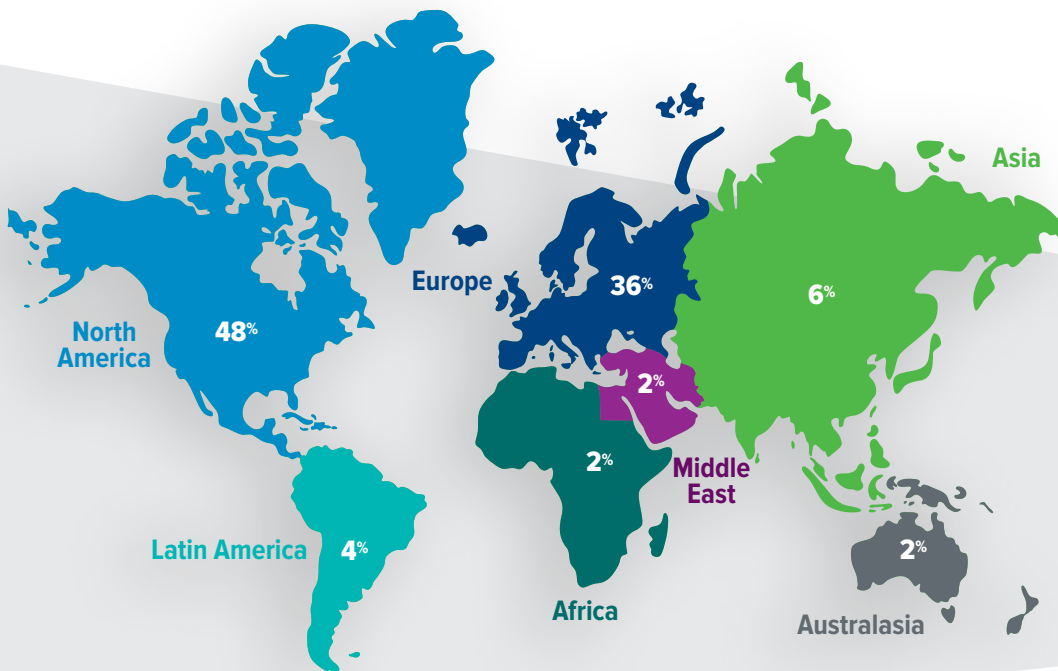 Asia
Europe
36%
6%
North
America
48%
2%
2%
Middle
East
Latin America
4%
2%
Africa
Australasia